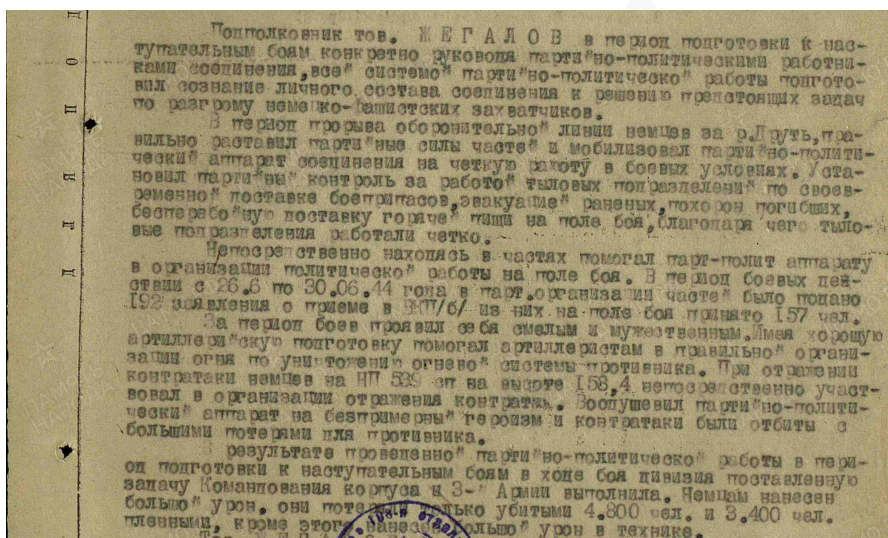 Подполковник тов. ЖЕГАЛОВ в период подготовки к нас-
тупательным боям конкретно руководя парти"но-политическими работни-
ками соединения,все" системо" парти"но-политическо" работы подгото-
вил сознание личного состава соединения к решению предстоящих задач
по разгрому немецко-фашистских захватчиков.
В период прорыва оборонительно" линии немцев за р.Друть,пра-
вильно расставил парти"ные силы часте" и мобилизовал парти"но-полити-
чески" аппарат соединения на четкую работу в боевых условиях. Уста-
новил парти"ны" контроль за работо" тыловых подразделени" по своев-
ременно" доставке боеприпасов,эвакуацие" раненых,похорон погибших,
бесперебо"ную доставку горяче" пищи на поле боя,благодаря чего тыло-
вые подразделения работали четко.
Непосредственно находясь в частях помогал парт-полит аппарату
в организации политическо" работы на поле боя. В период боевых дей-
ствии с 26.6 по 30.06.44 года в парт.организации часте" было подано
192 заявления о приеме в ВКП/б/ из них на поле боя принято 157 чел.
За период боев проявил себя смелым и мужественным.Имея хорошую
артиллери"скую подготовку помогал артиллеристам в правильно" органи-
зации огня по уничтожению огнево" системы противника. При отражении
контратаки немцев на НП 539 сп на высоте 158,4 непосредственно участ-
вовал в организации отражения контратак. Воодушевил парти"но-полити-
чески" аппарат на безпримерны" героизм и контратаки были отбиты с
большими потерями для противника.
В результате проведенно" парти"но-политическо" работы в пери-
од подготовки к наступательным боям в ходе боя дивизия поставленную
задачу Командования корпуса и 3-" Армии выполнила. Немцам нанесен
большо" урон, они только убитыми 4.800 чел. и 3.400 чел.
пленными, кроме этого нанесен большо" урон в технике.